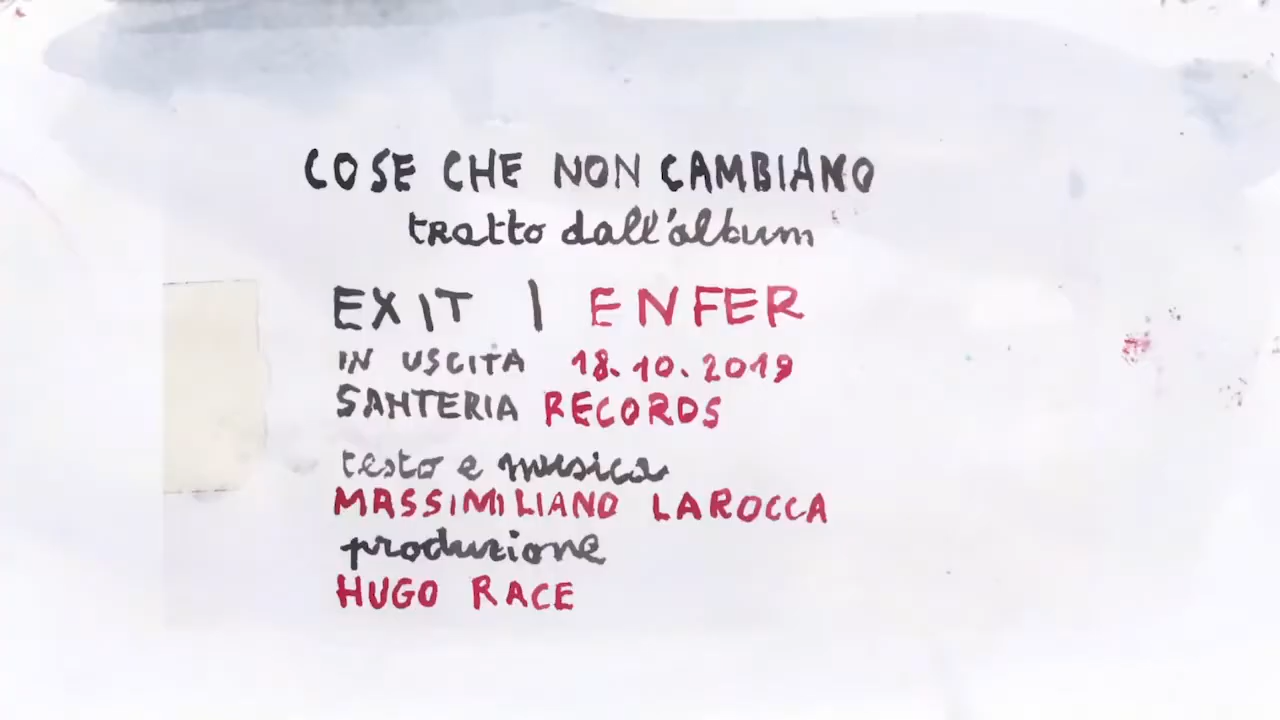 COSE CHE NON CAMBIANO
tratto dall'album
EXIT | ENFER
IN USCITA 18.10.2019
SANTERIA RECORDS
testo e musica
MASSIMILIANO LAROCCA
produzione
HUGO RACE